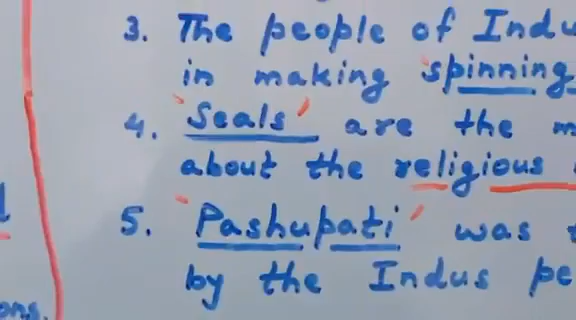 3. The people of Indu
in making spinning
4. 'Seals' are the m
about the religious
5. 'Pashupati' was t
by the Indus pe
ons.